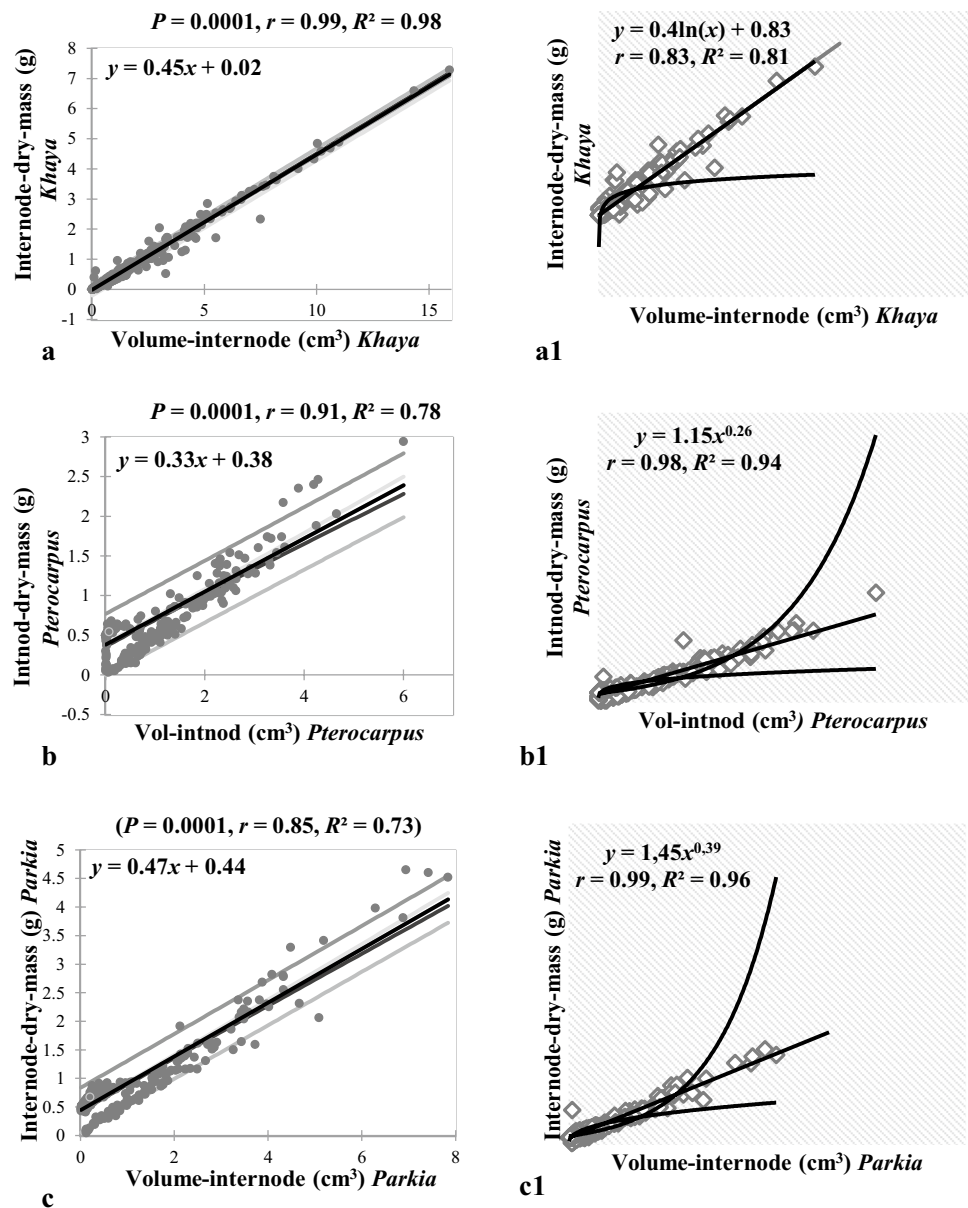 P = 0.0001, r = 0.99, R² = 0.98
y = 0.45x + 0.02
8
7
6
5
4
3
2
1
0
-1
0
5
10
15
Internode-dry-mass (g)
Khaya
Volume-internode (cm³) Khaya
a
y = 0.4ln(x) + 0.83
r = 0.83, R² = 0.81
Internode-dry-mass (g)
Khaya
Volume-internode (cm³) Khaya
a1
P = 0.0001, r = 0.91, R² = 0.78
y = 0.33x + 0.38
3
2.5
2
1.5
1
0.5
0
-0.5
0
2
4
6
Intnod-dry-mass (g)
Pterocarpus
Vol-intnod (cm³) Pterocarpus
b
y = 1.15x^0.26
r = 0.98, R² = 0.94
Intnod-dry-mass (g)
Pterocarpus
Vol-intnod (cm³) Pterocarpus
b1
(P = 0.0001, r = 0.85, R² = 0.73)
y = 0.47x + 0.44
5
4.5
4
3.5
3
2.5
2
1.5
1
0.5
0
0
2
4
6
8
Internode-dry-mass (g) Parkia
Volume-internode (cm³) Parkia
c
y = 1,45x^0,39
r = 0.99, R² = 0.96
Internode-dry-mass (g) Parkia
Volume-internode (cm³) Parkia
c1